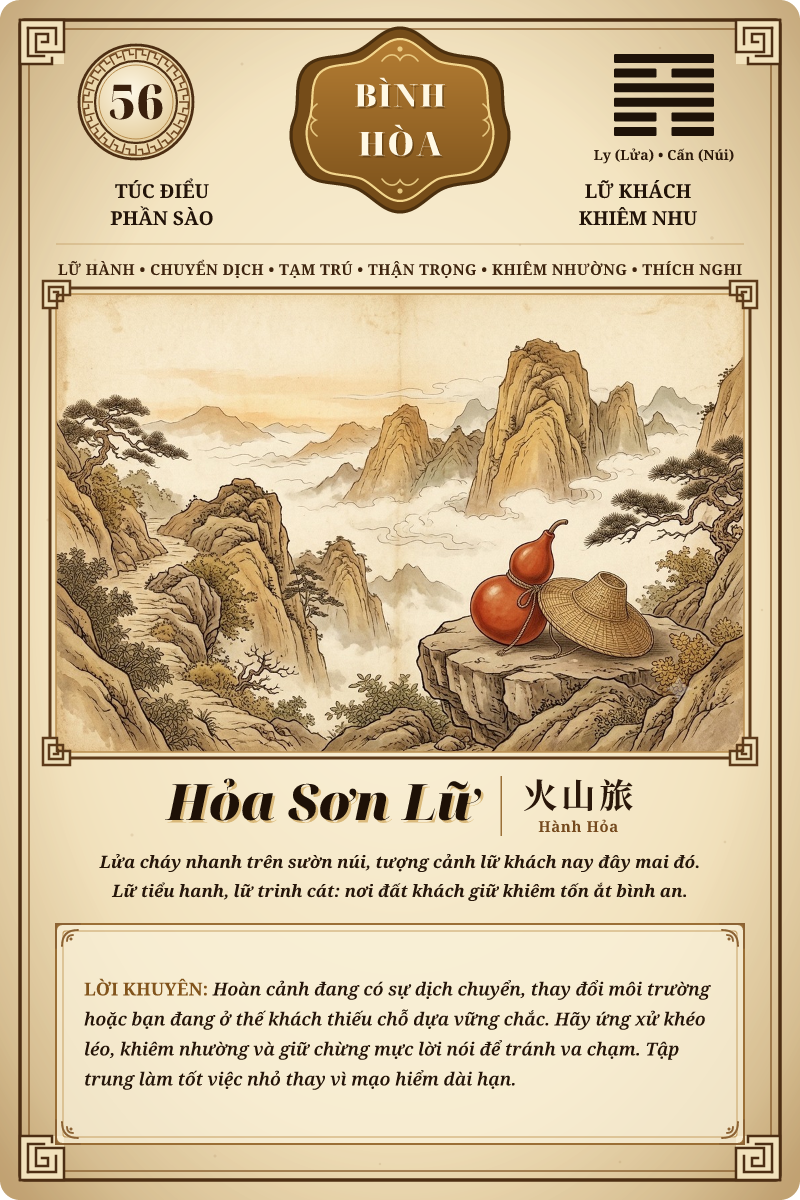 56
BÌNH
HÒA
Ly (Lửa) • Cấn (Núi)
TÚC ĐIỂU
PHẦN SÀO
LỮ KHÁCH
KHIÊM NHU
LỮ HÀNH • CHUYỂN DỊCH • TẠM TRÚ • THẬN TRỌNG • KHIÊM NHƯỜNG • THÍCH NGHI
Hỏa Sơn Lữ
火山旅
Hành Hỏa
Lửa cháy nhanh trên sườn núi, tượng cảnh lữ khách nay đây mai đó.
Lữ tiểu hanh, lữ trinh cát: nơi đất khách giữ khiêm tốn ắt bình an.
LỜI KHUYÊN: Hoàn cảnh đang có sự dịch chuyển, thay đổi môi trường
hoặc bạn đang ở thế khách thiếu chỗ dựa vững chắc. Hãy ứng xử khéo
léo, khiêm nhường và giữ chừng mực lời nói để tránh va chạm. Tập
trung làm tốt việc nhỏ thay vì mạo hiểm dài hạn.